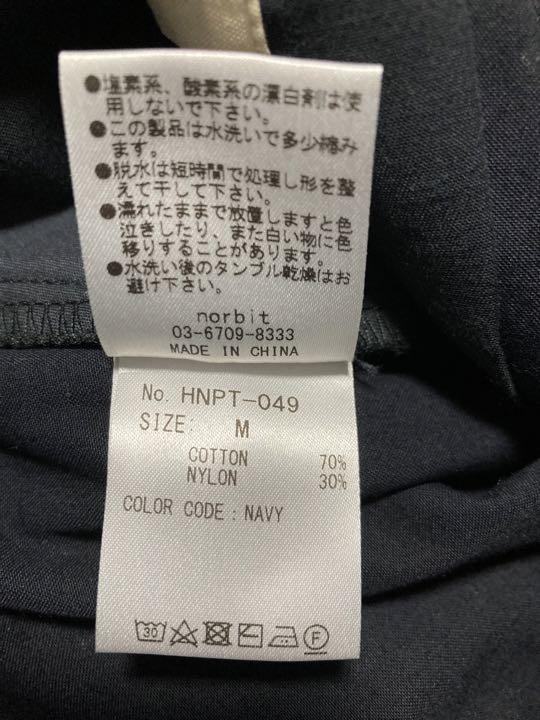 ●塩素系、酸素系の漂白剤は使
用しないで下さい。
●この製品は水洗いで多少縮み
ます。
●脱水は短時間で処理し形を整
えて干して下さい。
●濡れたままで放置しますと色
泣きしたり、また白い物に色
移りすることがあります。
●水洗い後のタンブル乾燥はお
避け下さい。
norbit
03-6709-8333
MADE IN CHINA
No. HNPT-049
SIZE: M
COTTON 70%
NYLON 30%
COLOR CODE : NAVY
30 F